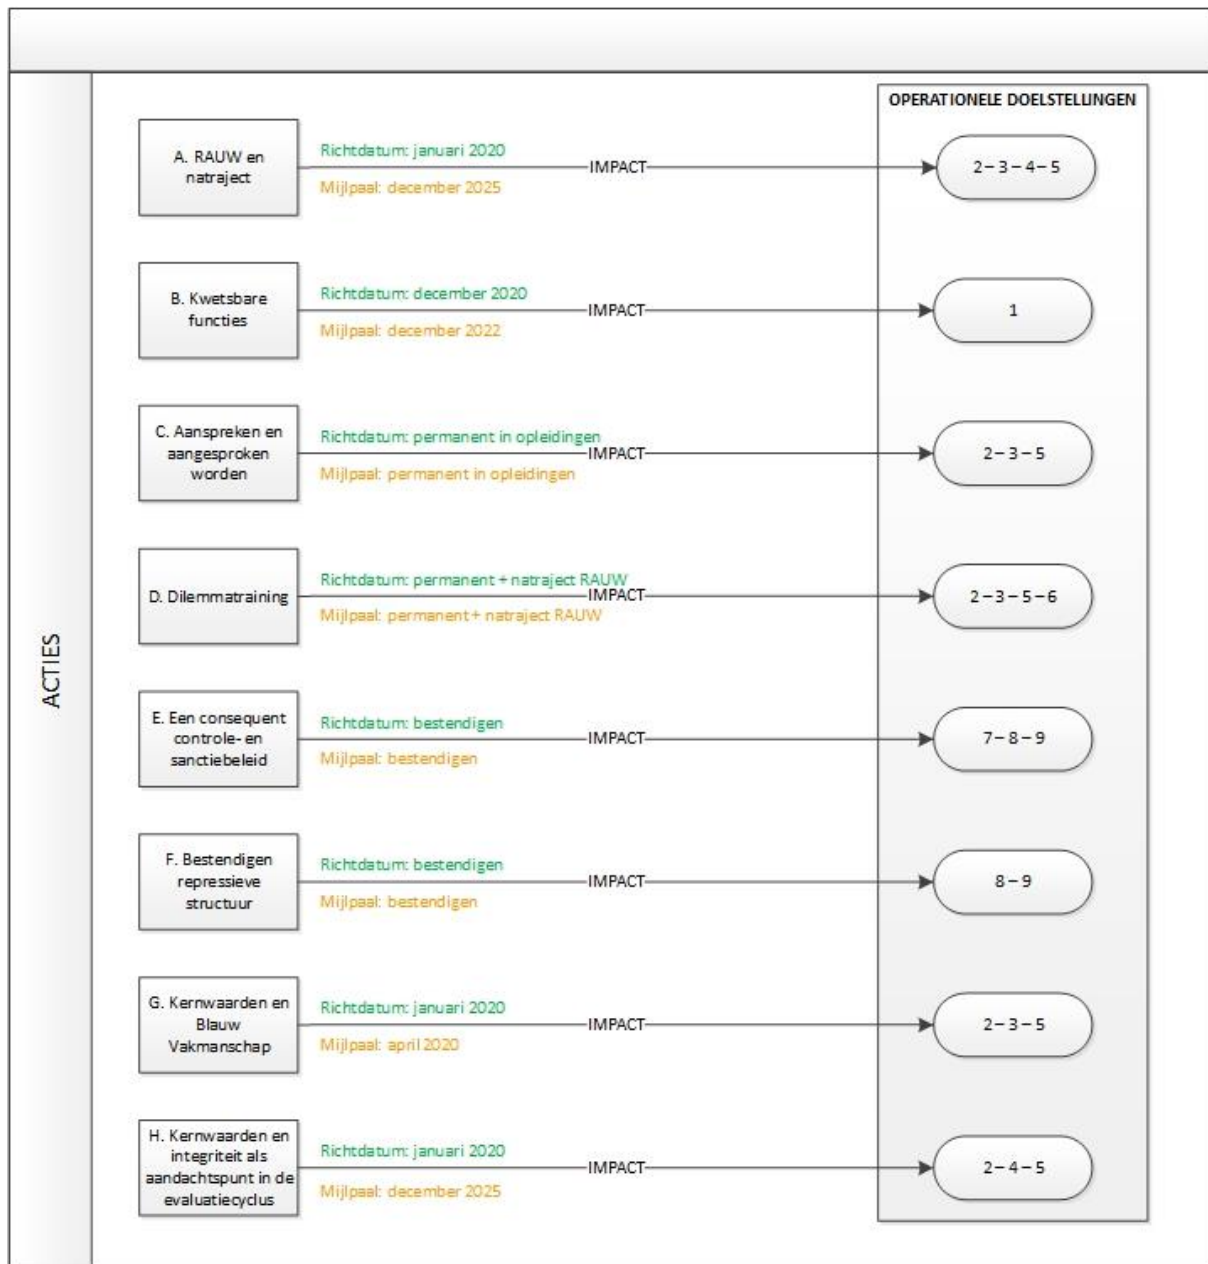 OPERATIONELE DOELSTELLINGEN
ACTIES
A. RAUW en
natraject
Richtdatum: januari 2020
IMPACT
Mijlpaal: december 2025
2 – 3 – 4 – 5
B. Kwetsbare
functies
Richtdatum: december 2020
IMPACT
Mijlpaal: december 2022
1
C. Aanspreken en
aangesproken
worden
Richtdatum: permanent in opleidingen
IMPACT
Mijlpaal: permanent in opleidingen
2 – 3 – 5
D. Dilemmatraining
Richtdatum: permanent + natraject RAUW
IMPACT
Mijlpaal: permanent + natraject RAUW
2 – 3 – 5 – 6
E. Een consequent
controle- en
sanctiebeleid
Richtdatum: bestendigen
IMPACT
Mijlpaal: bestendigen
7 – 8 – 9
F. Bestendigen
repressieve
structuur
Richtdatum: bestendigen
IMPACT
Mijlpaal: bestendigen
8 – 9
G. Kernwaarden en
Blauw
Vakmanschap
Richtdatum: januari 2020
IMPACT
Mijlpaal: april 2020
2 – 3 – 5
H. Kernwaarden en
integriteit als
aandachtspunt in de
evaluatiecyclus
Richtdatum: januari 2020
IMPACT
Mijlpaal: december 2025
2 – 4 – 5